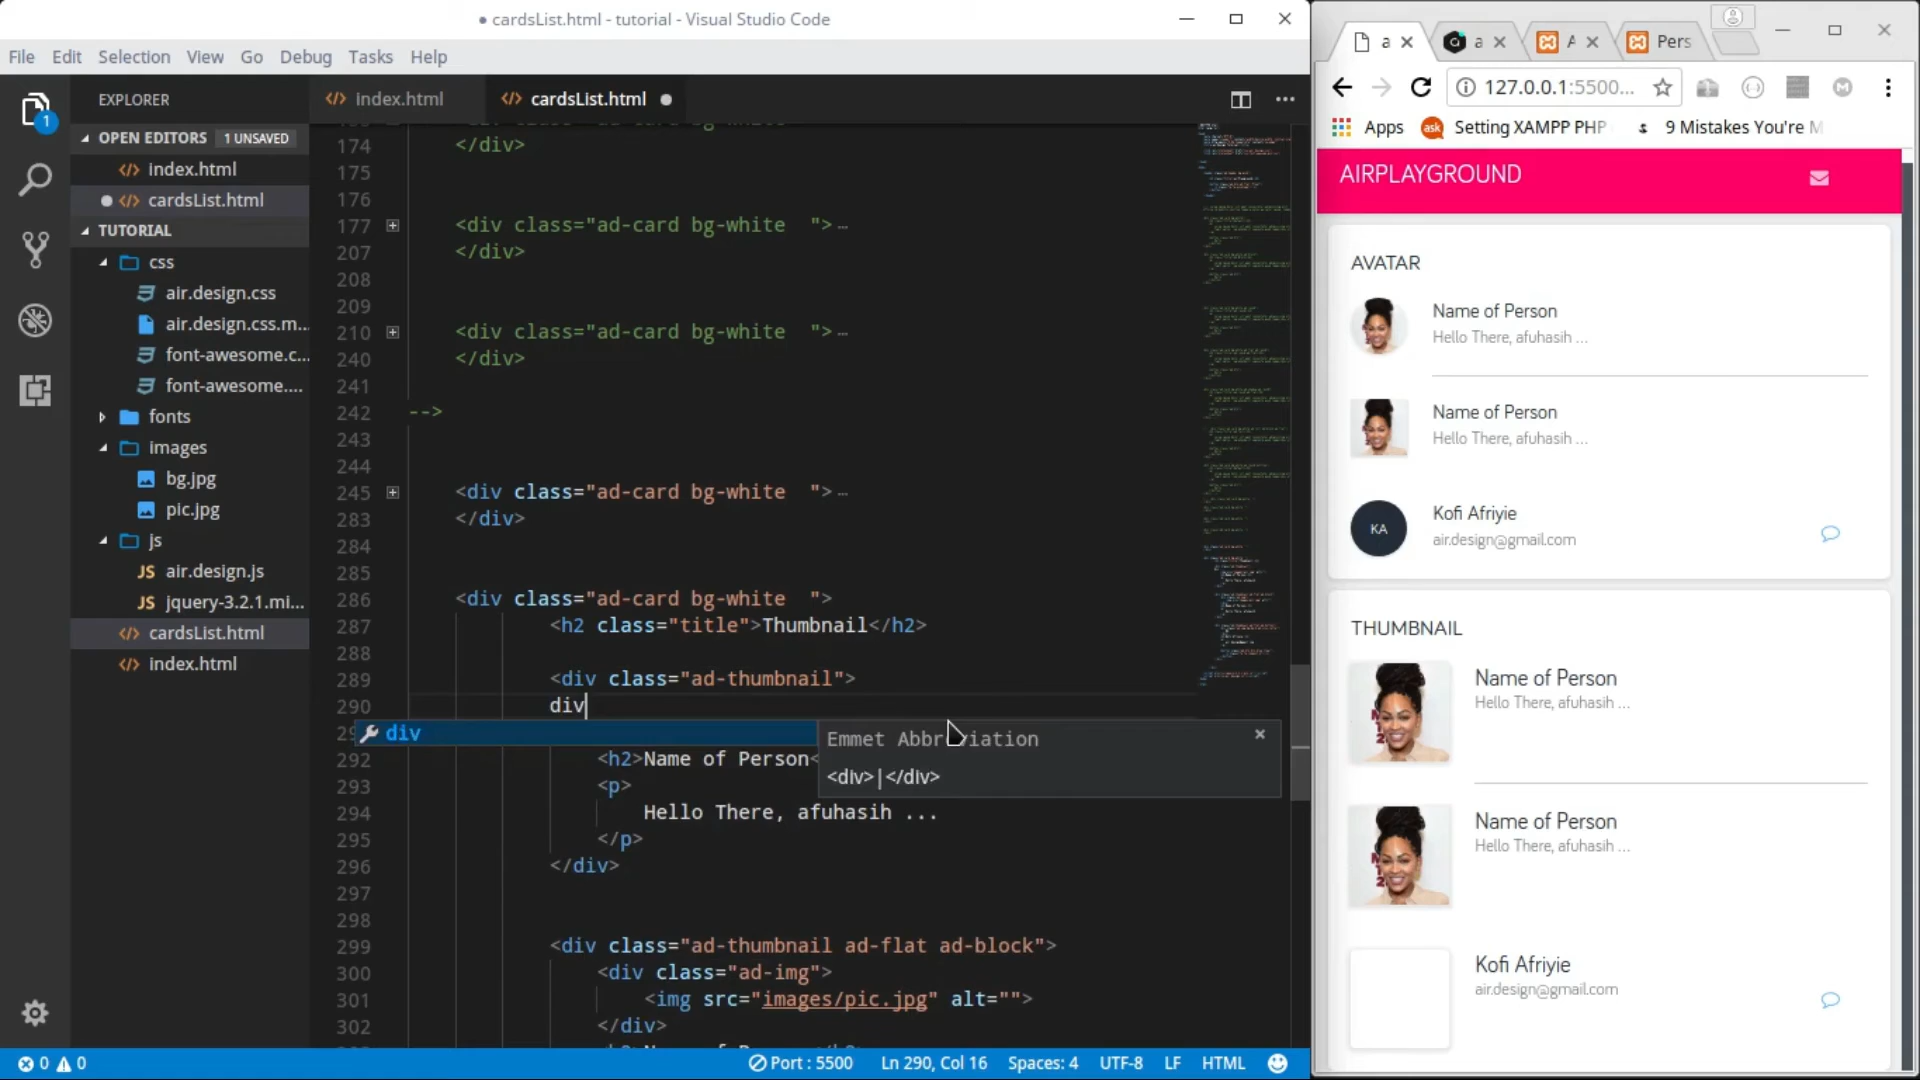 ● cardsList.html - tutorial - Visual Studio Code
File Edit Selection View Go Debug Tasks Help
EXPLORER
OPEN EDITORS 1 UNSAVED
index.html
cardsList.html
TUTORIAL
css
air.design.css
air.design.css.m...
font-awesome.c...
font-awesome....
fonts
images
bg.jpg
pic.jpg
js
air.design.js
jquery-3.2.1.mi...
cardsList.html
index.html
1
index.html
cardsList.html
174 </div>
175
176
177 <div class="ad-card bg-white  ">
207 </div>
208
209
210 <div class="ad-card bg-white  ">
240 </div>
241
242 -->
243
244
245 <div class="ad-card bg-white  ">
283 </div>
284
285
286 <div class="ad-card bg-white  ">
287 <h2 class="title">Thumbnail</h2>
288
289 <div class="ad-thumbnail">
290 div
div
Emmet Abbreviation
<div>|</div>
292 <h2>Name of Person<
293 <p>
294 Hello There, afuhasih ...
295 </p>
296 </div>
297
298
299 <div class="ad-thumbnail ad-flat ad-block">
300 <div class="ad-img">
301 <img src="images/pic.jpg" alt="">
302 </div>
0 0
Port : 5500 Ln 290, Col 16 Spaces: 4 UTF-8 LF HTML
a
a
A
Pers
127.0.0.1:5500...
Apps
ask Setting XAMPP PHP
9 Mistakes You're M
AIRPLAYGROUND
AVATAR
Name of Person
Hello There, afuhasih ...
Name of Person
Hello There, afuhasih ...
KA
Kofi Afriyie
air.design@gmail.com
THUMBNAIL
Name of Person
Hello There, afuhasih ...
Name of Person
Hello There, afuhasih ...
Kofi Afriyie
air.design@gmail.com